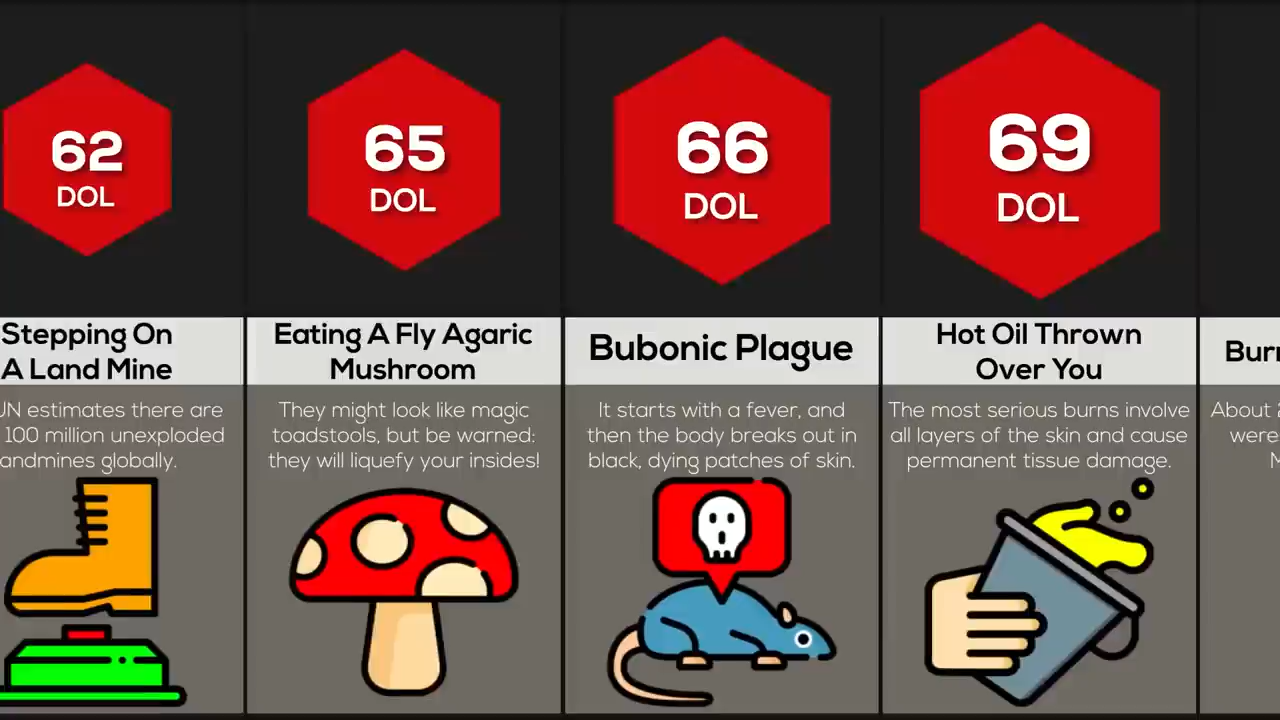 62
DOL
Stepping On
A Land Mine
UN estimates there are
100 million unexploded
landmines globally.
65
DOL
Eating A Fly Agaric
Mushroom
They might look like magic
toadstools, but be warned:
they will liquefy your insides!
66
DOL
Bubonic Plague
It starts with a fever, and
then the body breaks out in
black, dying patches of skin.
69
DOL
Hot Oil Thrown
Over You
The most serious burns involve
all layers of the skin and cause
permanent tissue damage.
About
were